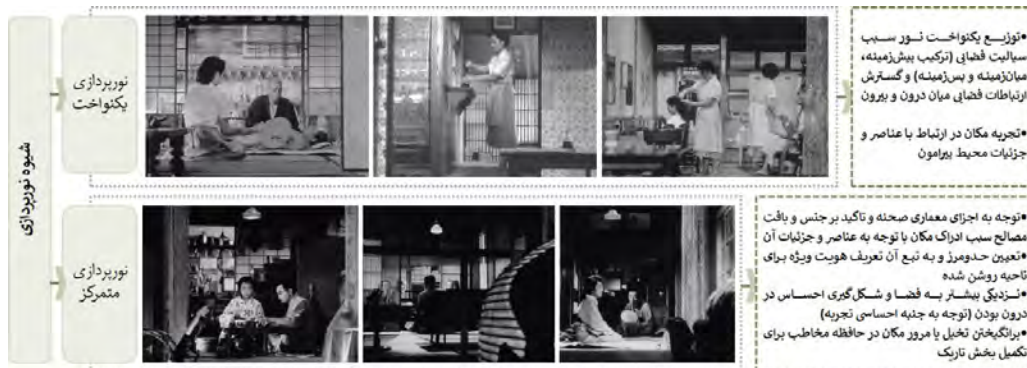 شیوه نورپردازی
نورپردازی
یکنواخت
•توزیع یکنواخت نور سبب
سیالیت فضایی (ترکیب پیش‌زمینه،
میان‌زمینه و پس‌زمینه) و گسترش
ارتباطات فضایی میان درون و بیرون
•تجربه مکان در ارتباط با عناصر و
جزئیات محیط پیرامون
نورپردازی
متمرکز
•توجه به اجزای معماری صحنه و تاکید بر جنس و بافت
مصالح سبب ادراک مکان با توجه به عناصر و جزئیات آن
•تعیین حدومرز و به تبع آن تعریف هویت ویژه برای
ناحیه روشن شده
•نزدیکی بیشتر به فضا و شکل‌گیری احساس در
درون بودن (توجه به جنبه احساسی تجربه)
•برانگیختن تخیل یا مرور مکان در حافظه مخاطب برای
تکمیل بخش تاریک